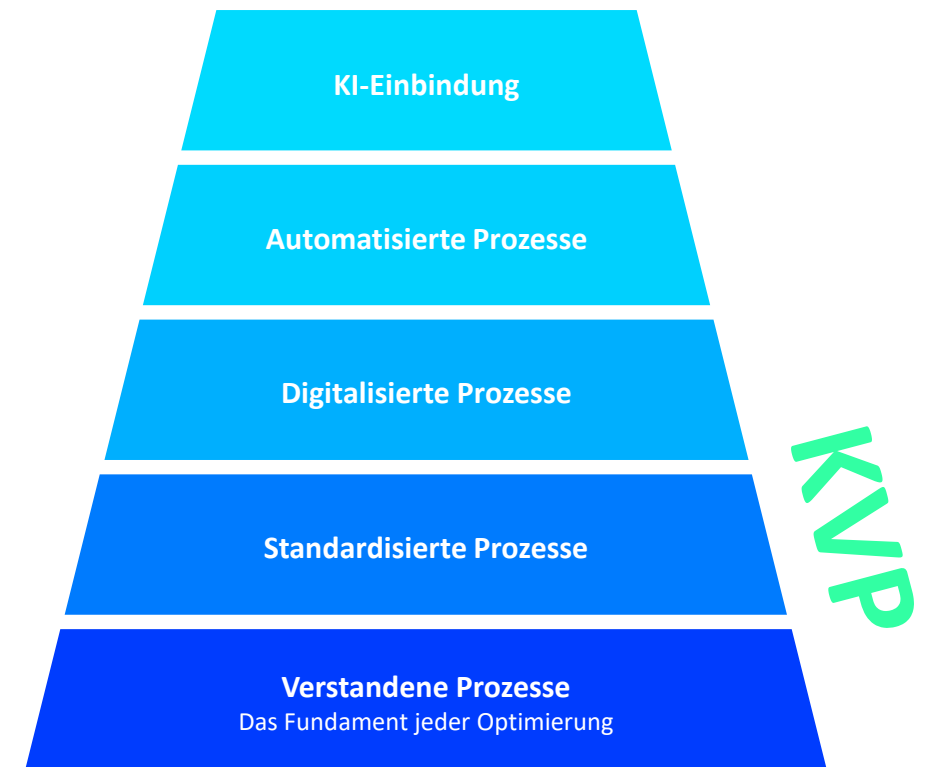 KI-Einbindung
Automatisierte Prozesse
Digitalisierte Prozesse
KVP
Standardisierte Prozesse
Verstandene Prozesse
Das Fundament jeder Optimierung